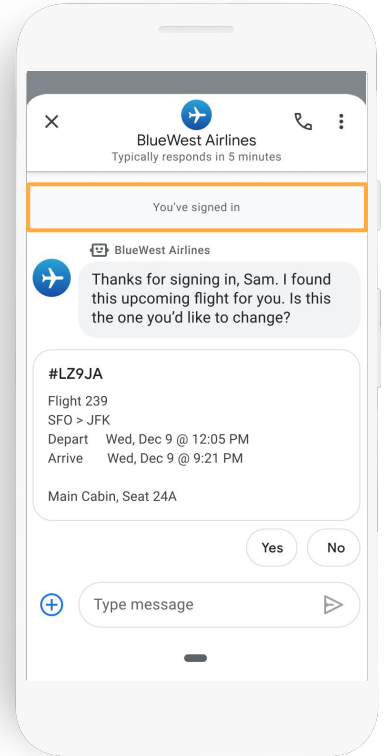 BlueWest Airlines
Typically responds in 5 minutes
You've signed in
BlueWest Airlines
Thanks for signing in, Sam. I found
this upcoming flight for you. Is this
the one you'd like to change?
#LZ9JA
Flight 239
SFO > JFK
Depart Wed, Dec 9 @ 12:05 PM
Arrive Wed, Dec 9 @ 9:21 PM
Main Cabin, Seat 24A
Yes No
Type message